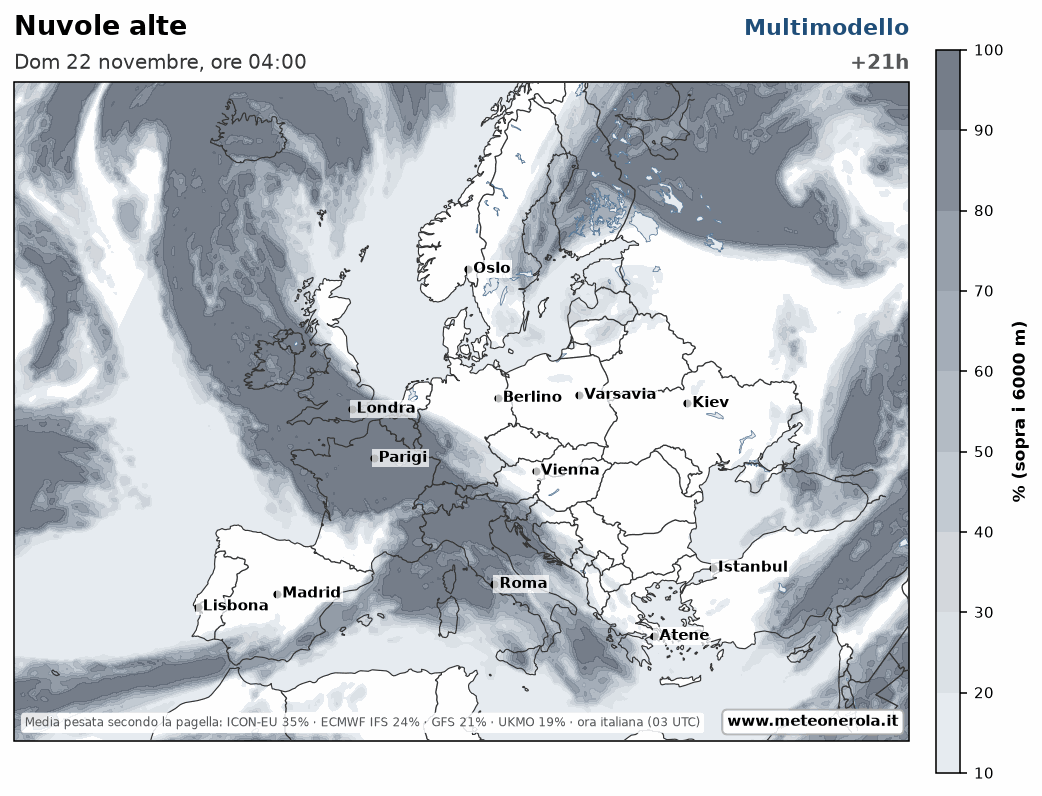 Nuvole alte
Multimodello
Dom 22 novembre, ore 04:00
+21h
100
90
80
70
60
50
40
30
20
10
% (sopra i 6000 m)
Oslo
Londra
Berlino
Varsavia
Kiev
Parigi
Vienna
Istanbul
Roma
Madrid
Lisbona
Atene
Media pesata secondo la pagella: ICON-EU 35% · ECMWF IFS 24% · GFS 21% · UKMO 19% · ora italiana (03 UTC)
www.meteonerola.it